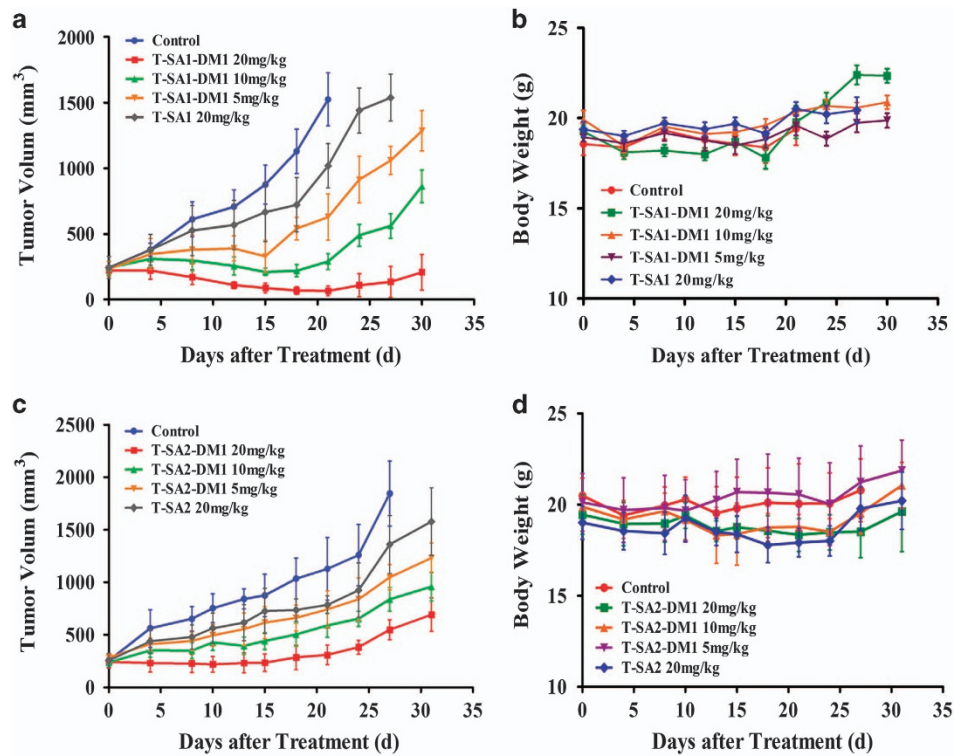 a
Tumor Volum (mm³)
2000
1500
1000
500
0
Control
T-SA1-DM1 20mg/kg
T-SA1-DM1 10mg/kg
T-SA1-DM1 5mg/kg
T-SA1 20mg/kg
0 5 10 15 20 25 30 35
Days after Treatment (d)
b
Body Weight (g)
25
20
15
10
Control
T-SA1-DM1 20mg/kg
T-SA1-DM1 10mg/kg
T-SA1-DM1 5mg/kg
T-SA1 20mg/kg
0 5 10 15 20 25 30 35
Days after Treatment (d)
c
Tumor Volum (mm³)
2500
2000
1500
1000
500
0
Control
T-SA2-DM1 20mg/kg
T-SA2-DM1 10mg/kg
T-SA2-DM1 5mg/kg
T-SA2 20mg/kg
0 5 10 15 20 25 30 35
Days after Treatment (d)
d
Body Weight (g)
25
20
15
10
Control
T-SA2-DM1 20mg/kg
T-SA2-DM1 10mg/kg
T-SA2-DM1 5mg/kg
T-SA2 20mg/kg
0 5 10 15 20 25 30 35
Days after Treatment (d)